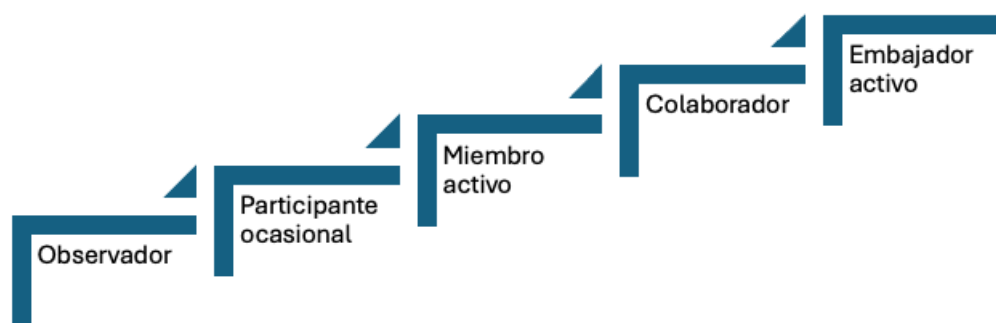 Observador
Participante
ocasional
Miembro
activo
Colaborador
Embajador
activo